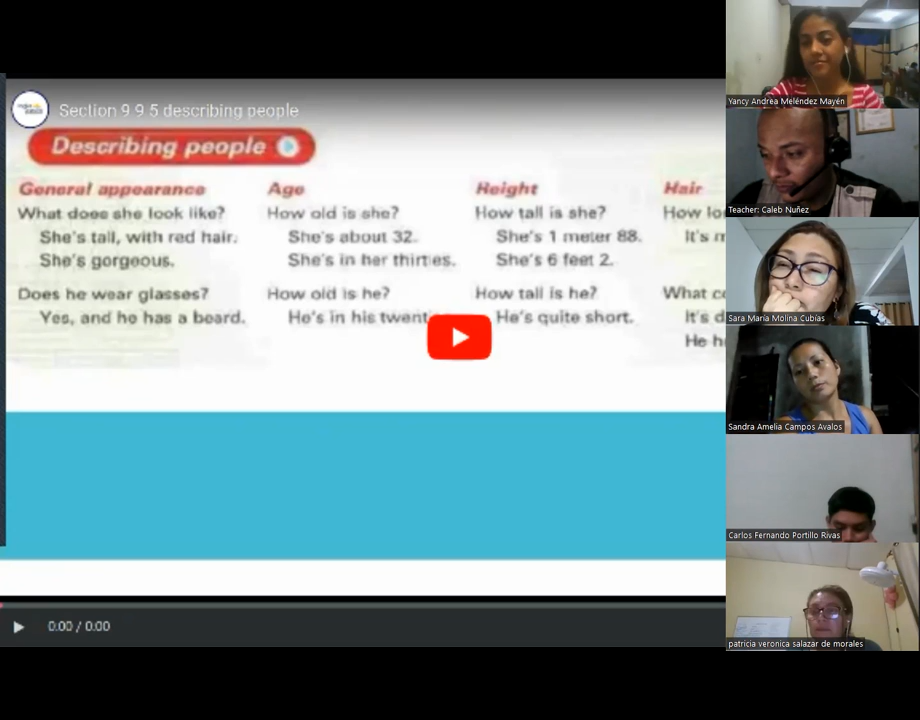 Section 9 9 5 describing people
Describing people
General appearance
What does she look like?
She's tall, with red hair.
She's gorgeous.
Does he wear glasses?
Yes, and he has a beard.
Age
How old is she?
She's about 32.
She's in her thirties.
How old is he?
He's in his
Height
How tall is she?
She's 1 meter 88.
She's 6 feet 2.
How tall is he?
He's quite short.
Hair
How
It's
What
It's
He
0:00 / 0:00
Yancy Andrea Meléndez Mayén
Teacher: Caleb Nuñez
Sara María Molina Cubías
Sandra Amelia Campos Avalos
Carlos Fernando Portillo Rivas
patricia veronica salazar de morales